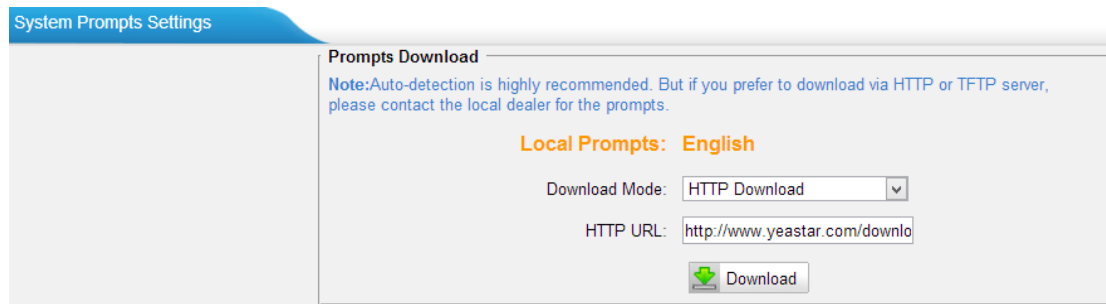 System Prompts Settings
Prompts Download
Note:Auto-detection is highly recommended. But if you prefer to download via HTTP or TFTP server,
please contact the local dealer for the prompts.
Local Prompts: English
Download Mode: HTTP Download
HTTP URL: http://www.yeastar.com/downlo
Download